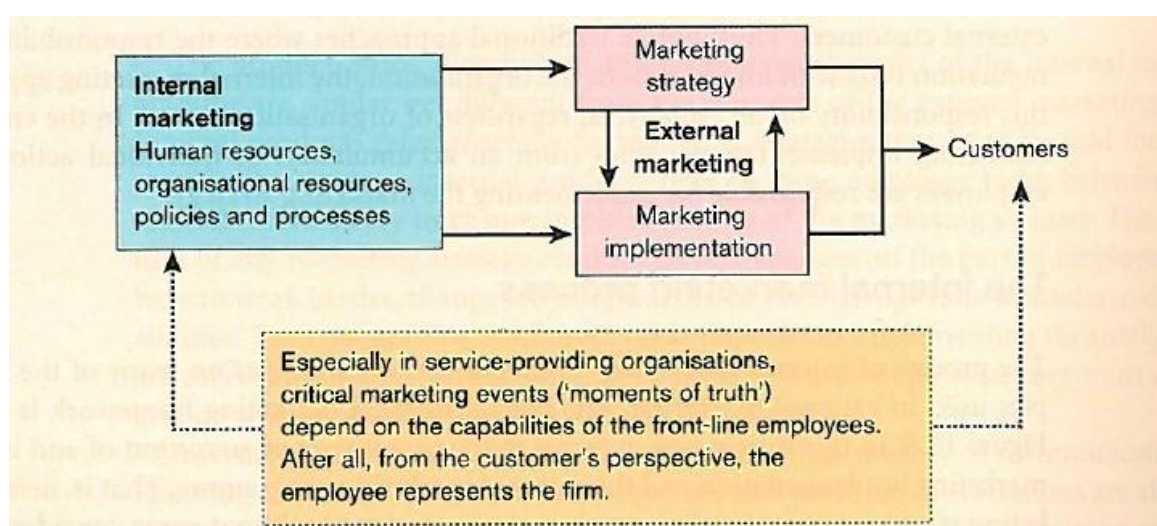 Internal
marketing
Human resources,
organisational resources,
policies and processes
Marketing
strategy
External
marketing
Marketing
implementation
Customers
Especially in service-providing organisations,
critical marketing events ('moments of truth')
depend on the capabilities of the front-line employees.
After all, from the customer's perspective, the
employee represents the firm.